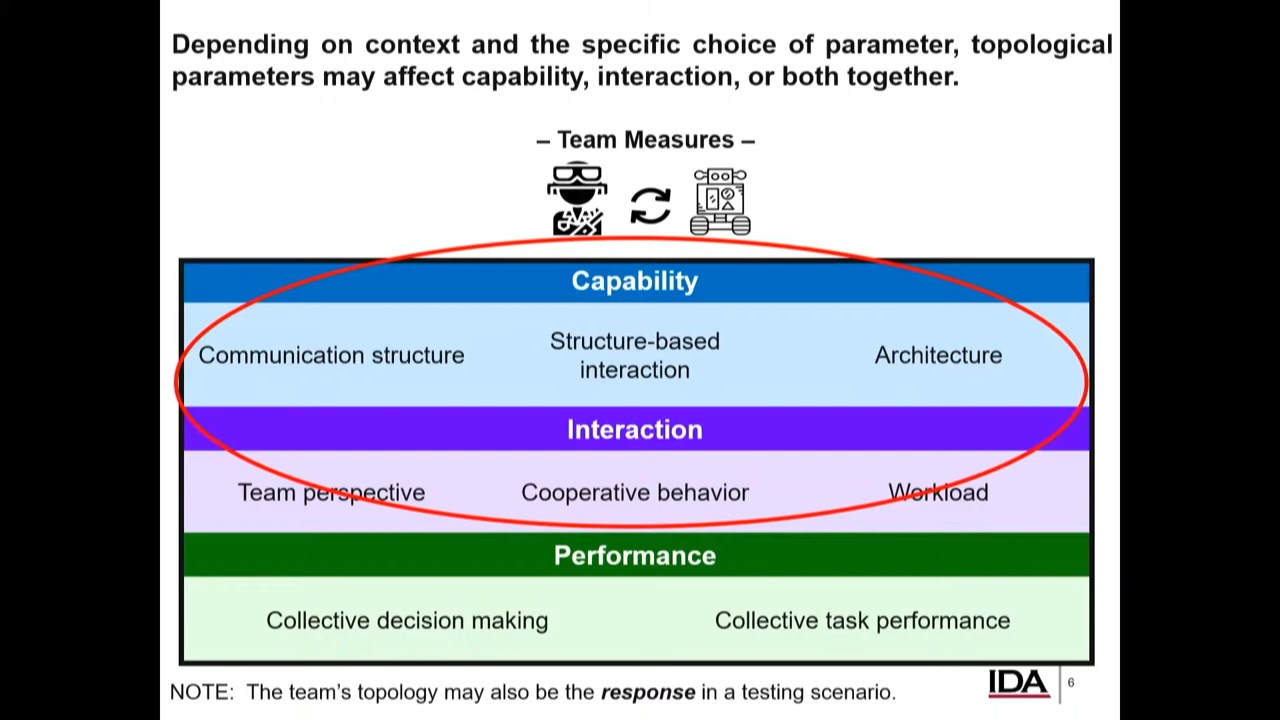 Depending on context and the specific choice of parameter, topological
parameters may affect capability, interaction, or both together.
– Team Measures –
Capability
Communication structure
Structure-based
interaction
Architecture
Interaction
Team perspective
Cooperative behavior
Workload
Performance
Collective decision making
Collective task performance
NOTE: The team's topology may also be the response in a testing scenario.
IDA
6